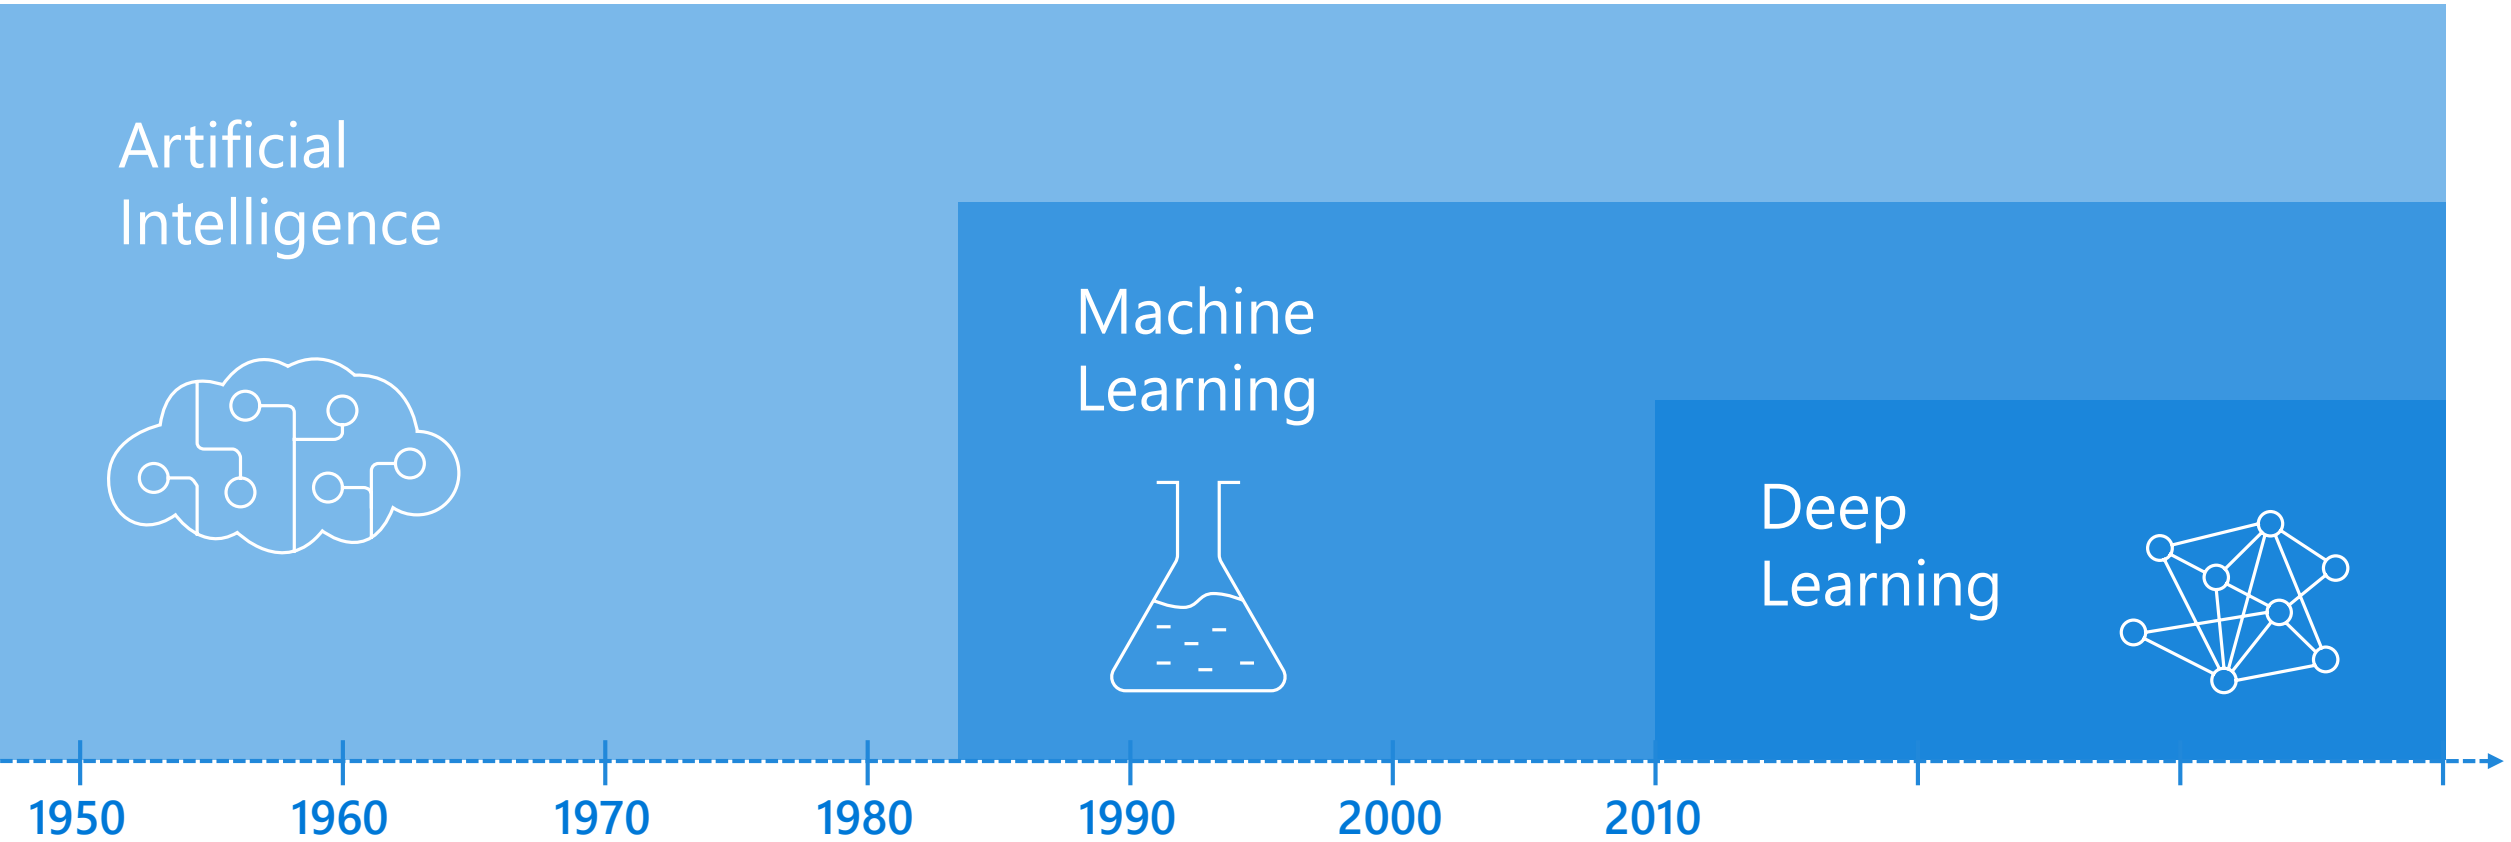 Artificial
Intelligence
Machine
Learning
Deep
Learning
1950 1960 1970 1980 1990 2000 2010